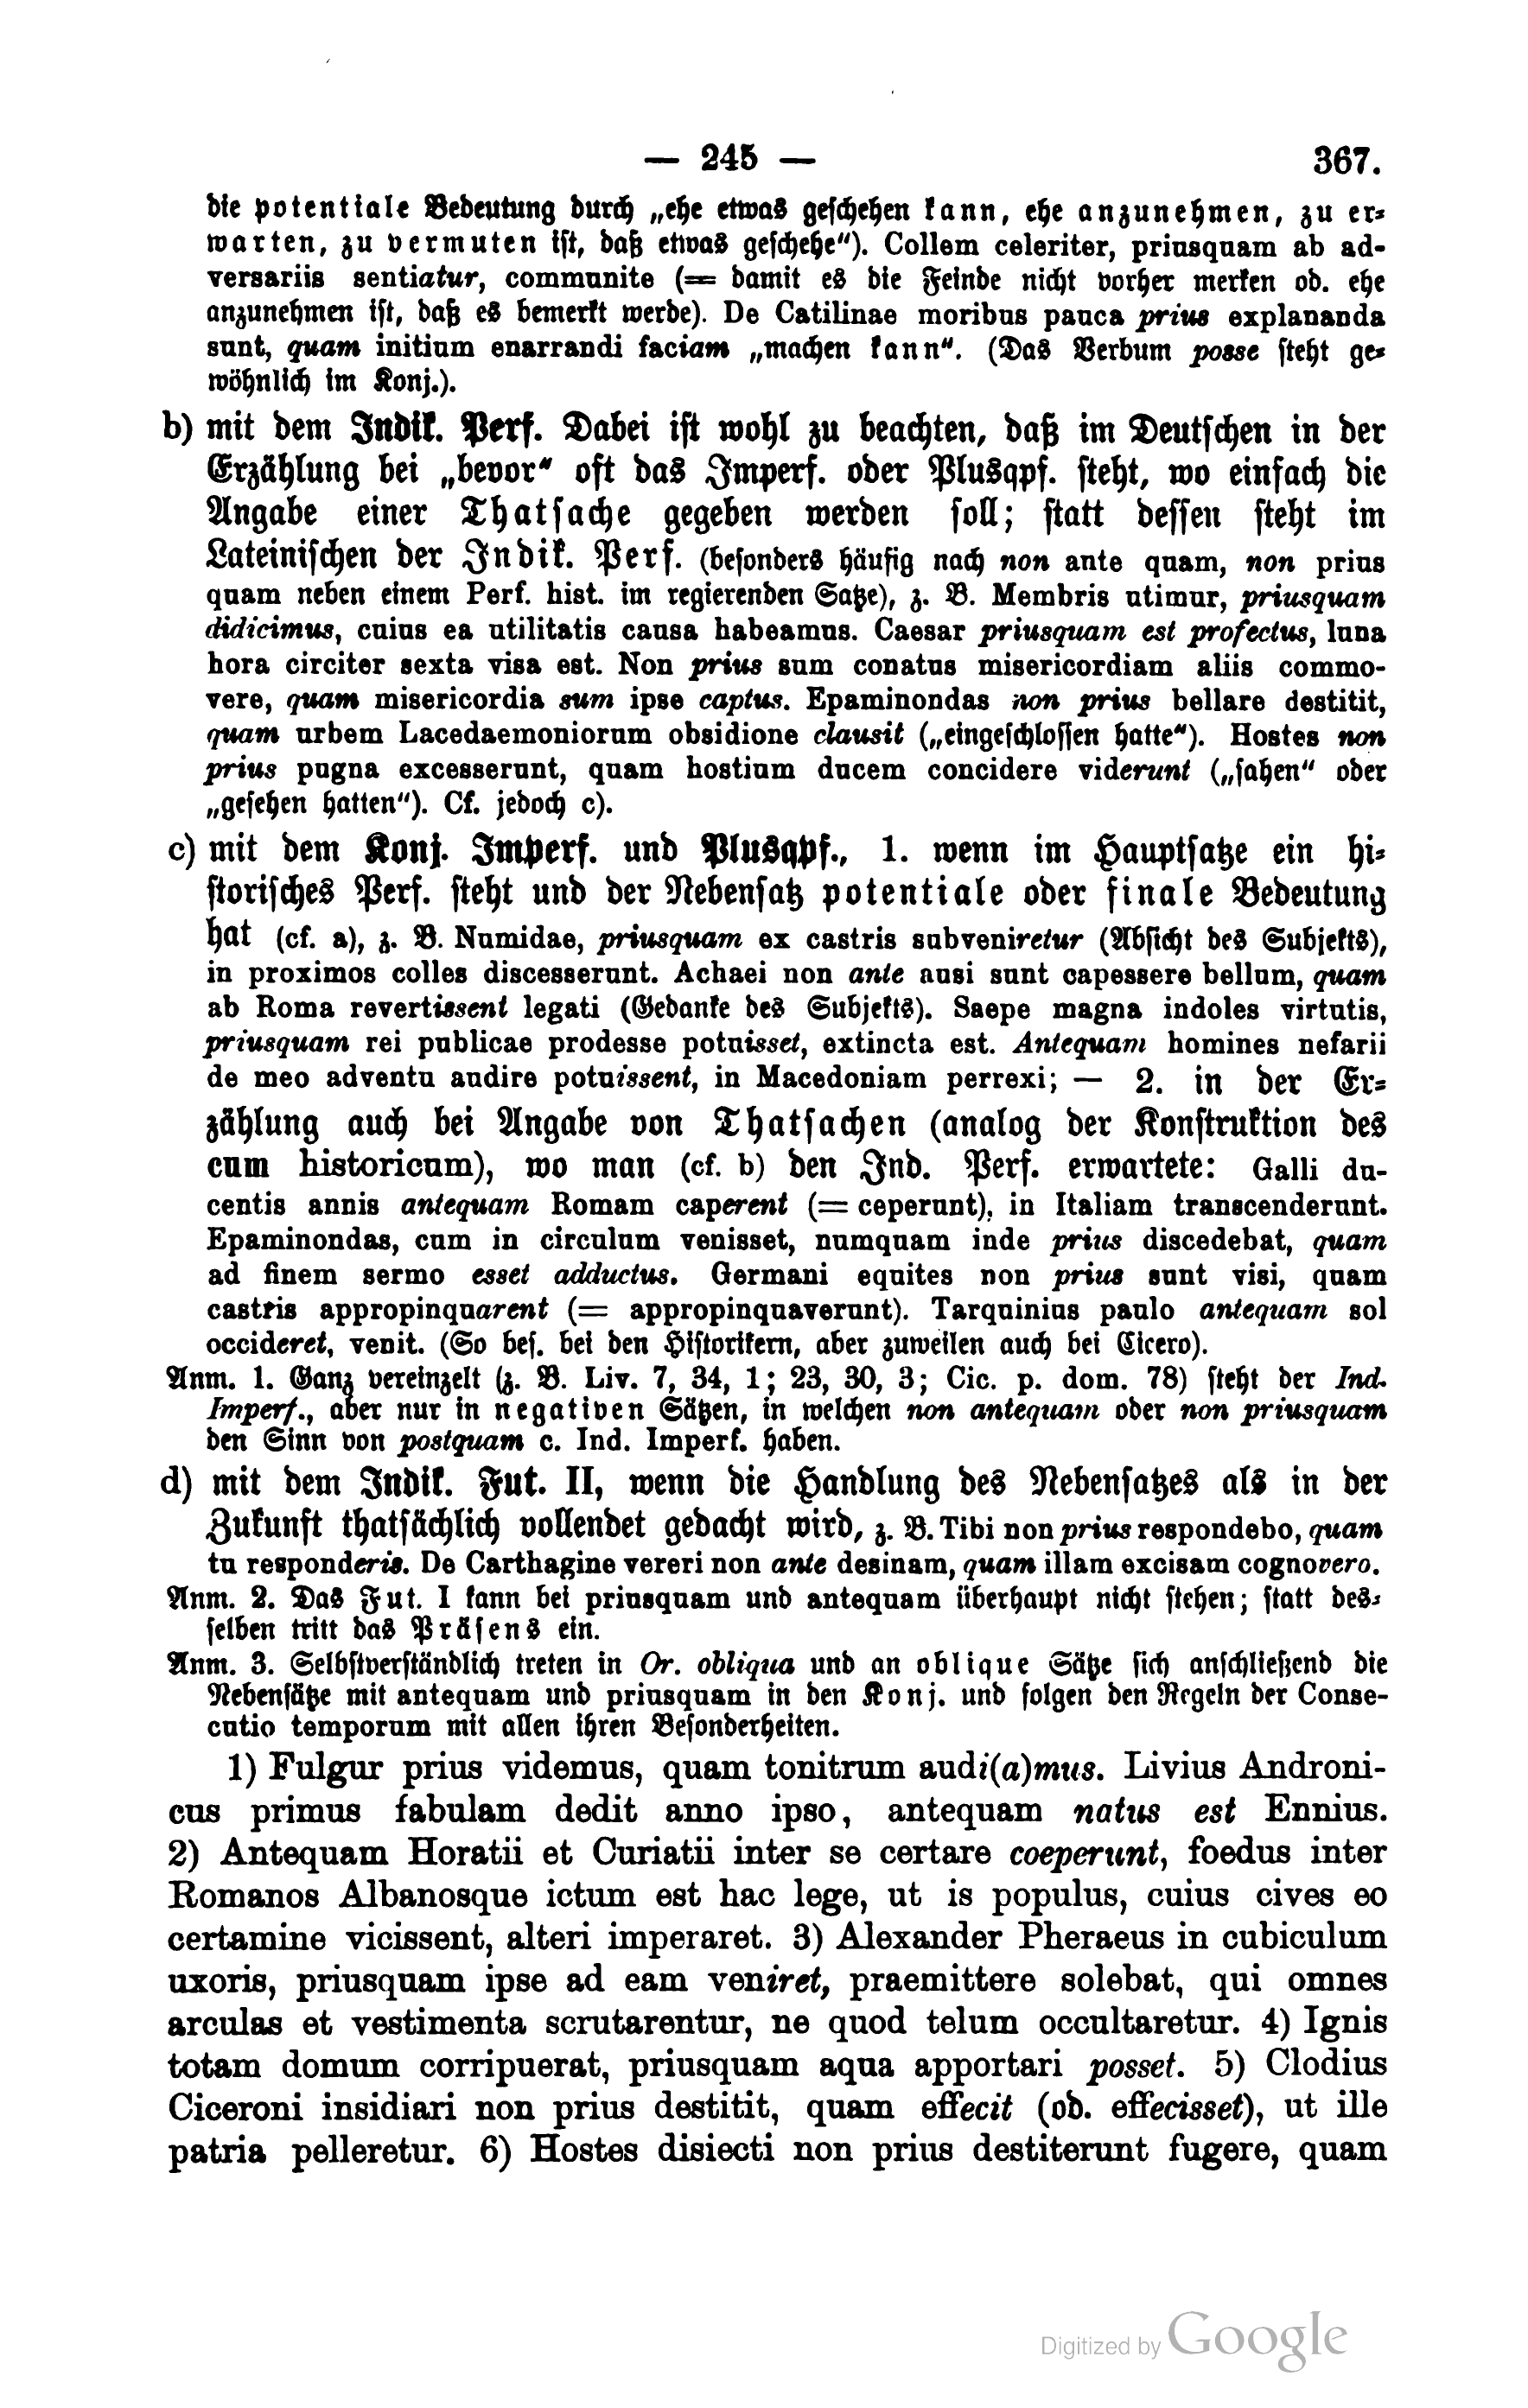 — 245 — 367.
die potentiale Bedeutung durch „ehe etwas geschehen kann, ehe anzunehmen, zu er-
warten, zu vermuten ist, daß etwas geschehe“). Collem celeriter, priusquam ab ad-
versariis sentiatur, communite (= damit es die Feinde nicht vorher merken od. ehe
anzunehmen ist, daß es bemerkt werde). De Catilinae moribus pauca prius explananda
sunt, quam initium enarrandi faciam „machen kann“. (Das Verbum posse steht ge-
wöhnlich im Konj.).
b) mit dem Indik. Perf. Dabei ist wohl zu beachten, daß im Deutschen in der
Erzählung bei „bevor“ oft das Imperf. oder Plusqpf. steht, wo einfach die
Angabe einer Thatsache gegeben werden soll; statt dessen steht im
Lateinischen der Indik. Perf. (besonders häufig nach non ante quam, non prius
quam neben einem Perf. hist. im regierenden Satze), z. B. Membris utimur, priusquam
didicimus, cuius ea utilitatis causa habeamus. Caesar priusquam est profectus, luna
hora circiter sexta visa est. Non prius sum conatus misericordiam aliis commo-
vere, quam misericordia sum ipse captus. Epaminondas non prius bellare destitit,
quam urbem Lacedaemoniorum obsidione clausit („eingeschlossen hatte“). Hostes non
prius pugna excesserunt, quam hostium ducem concidere viderunt („sahen“ oder
„gesehen hatten“). Cf. jedoch c).
c) mit dem Konj. Imperf. und Plusqpf., 1. wenn im Hauptsatze ein hi-
storisches Perf. steht und der Nebensatz potentiale oder finale Bedeutung
hat (cf. a), z. B. Numidae, priusquam ex castris subveniretur (Absicht des Subjekts),
in proximos colles discesserunt. Achaei non ante ausi sunt capessere bellum, quam
ab Roma revertissent legati (Gedanke des Subjekts). Saepe magna indoles virtutis,
priusquam rei publicae prodesse potuisset, extincta est. Antequam homines nefarii
de meo adventu audire potuissent, in Macedoniam perrexi; — 2. in der Er-
zählung auch bei Angabe von Thatsachen (analog der Konstruktion des
cum historicum), wo man (cf. b) den Ind. Perf. erwartete: Galli du-
centis annis antequam Romam caperent (= ceperunt), in Italiam transcenderunt.
Epaminondas, cum in circulum venisset, numquam inde prius discedebat, quam
ad finem sermo esset adductus. Germani equites non prius sunt visi, quam
castris appropinquarent (= appropinquaverunt). Tarquinius paulo antequam sol
occideret, venit. (So bes. bei den Historikern, aber zuweilen auch bei Cicero).
Anm. 1. Ganz vereinzelt (z. B. Liv. 7, 34, 1; 23, 30, 3; Cic. p. dom. 78) steht der Ind.
Imperf., aber nur in negativen Sätzen, in welchen non antequam oder non priusquam
den Sinn von postquam c. Ind. Imperf. haben.
d) mit dem Indik. Fut. II, wenn die Handlung des Nebensatzes als in der
Zukunft thatsächlich vollendet gedacht wird, z. B. Tibi non prius respondebo, quam
tu responderis. De Carthagine vereri non ante desinam, quam illam excisam cognovero.
Anm. 2. Das Fut. I kann bei priusquam und antequam überhaupt nicht stehen; statt des-
selben tritt das Präsens ein.
Anm. 3. Selbstverständlich treten in Or. obliqua und an oblique Sätze sich anschließend die
Nebensätze mit antequam und priusquam in den Konj. und folgen den Regeln der Conse-
cutio temporum mit allen ihren Besonderheiten.
1) Fulgur prius videmus, quam tonitrum audi(a)mus. Livius Androni-
cus primus fabulam dedit anno ipso, antequam natus est Ennius.
2) Antequam Horatii et Curiatii inter se certare coeperunt, foedus inter
Romanos Albanosque ictum est hac lege, ut is populus, cuius cives eo
certamine vicissent, alteri imperaret. 3) Alexander Pheraeus in cubiculum
uxoris, priusquam ipse ad eam veniret, praemittere solebat, qui omnes
arculas et vestimenta scrutarentur, ne quod telum occultaretur. 4) Ignis
totam domum corripuerat, priusquam aqua apportari posset. 5) Clodius
Ciceroni insidiari non prius destitit, quam effecit (od. effecisset), ut ille
patria pelleretur. 6) Hostes disiecti non prius destiterunt fugere, quam
Digitized by Google